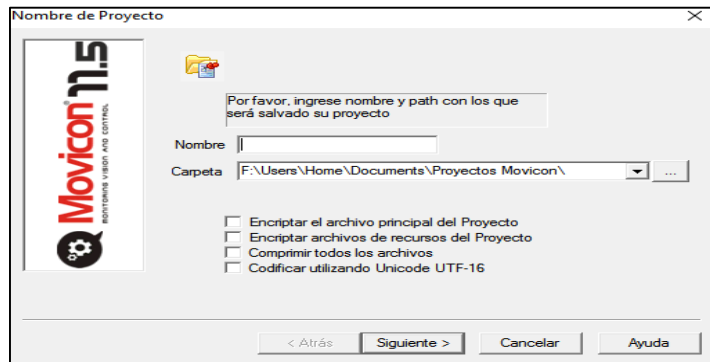 Nombre de Proyecto
Movicon 11.5
MONITORING VISION AND CONTROL
Por favor, ingrese nombre y path con los que
será salvado su proyecto
Nombre
Carpeta F:\Users\Home\Documents\Proyectos Movicon\ ...
Encriptar el archivo principal del Proyecto
Encriptar archivos de recursos del Proyecto
Comprimir todos los archivos
Codificar utilizando Unicode UTF-16
< Atrás Siguiente > Cancelar Ayuda